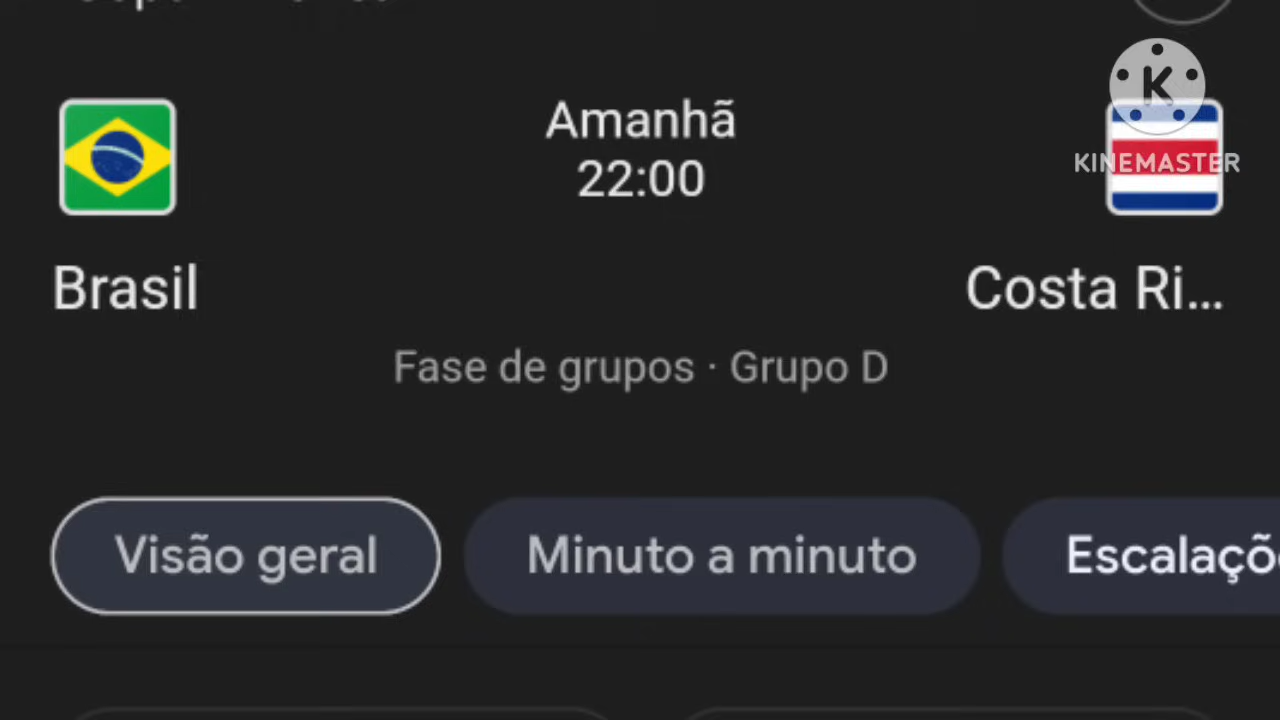 Amanhã
22:00
KINEMASTER
Brasil
Costa Ri...
Fase de grupos · Grupo D
Visão geral
Minuto a minuto
Escalaçõ